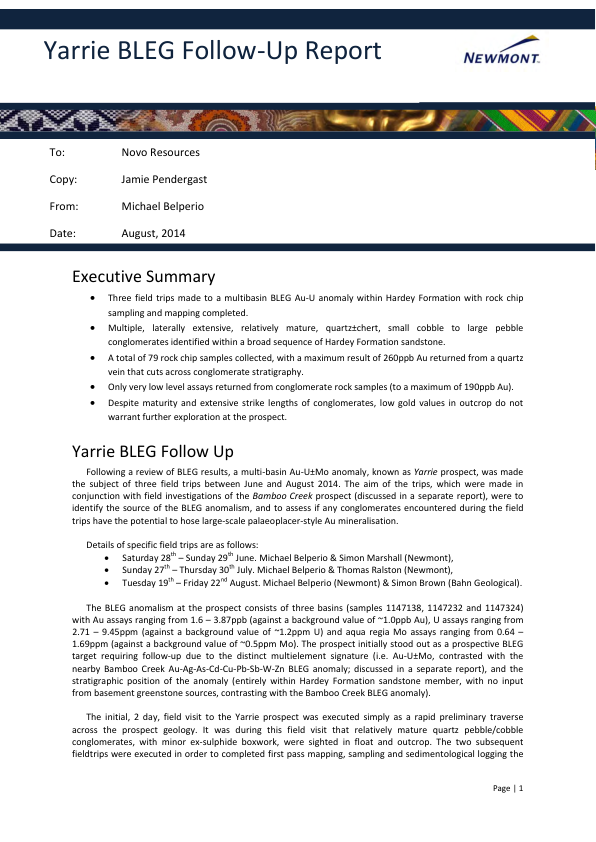 Yarrie BLEG Follow-Up Report
NEWMONT
To: Novo Resources
Copy: Jamie Pendergast
From: Michael Belperio
Date: August, 2014
Executive Summary
• Three field trips made to a multibasin BLEG Au-U anomaly within Hardey Formation with rock chip
sampling and mapping completed.
• Multiple, laterally extensive, relatively mature, quartz±chert, small cobble to large pebble
conglomerates identified within a broad sequence of Hardey Formation sandstone.
• A total of 79 rock chip samples collected, with a maximum result of 260ppb Au returned from a quartz
vein that cuts across conglomerate stratigraphy.
• Only very low level assays returned from conglomerate rock samples (to a maximum of 190ppb Au).
• Despite maturity and extensive strike lengths of conglomerates, low gold values in outcrop do not
warrant further exploration at the prospect.
Yarrie BLEG Follow Up
Following a review of BLEG results, a multi-basin Au-U±Mo anomaly, known as Yarrie prospect, was made
the subject of three field trips between June and August 2014. The aim of the trips, which were made in
conjunction with field investigations of the Bamboo Creek prospect (discussed in a separate report), were to
identify the source of the BLEG anomalism, and to assess if any conglomerates encountered during the field
trips have the potential to hose large-scale palaeoplacer-style Au mineralisation.
Details of specific field trips are as follows:
• Saturday 28th – Sunday 29th June. Michael Belperio & Simon Marshall (Newmont),
• Sunday 27th – Thursday 30th July. Michael Belperio & Thomas Ralston (Newmont),
• Tuesday 19th – Friday 22nd August. Michael Belperio (Newmont) & Simon Brown (Bahn Geological).
The BLEG anomalism at the prospect consists of three basins (samples 1147138, 1147232 and 1147324)
with Au assays ranging from 1.6 – 3.87ppb (against a background value of ~1.0ppb Au), U assays ranging from
2.71 – 9.45ppm (against a background value of ~1.2ppm U) and aqua regia Mo assays ranging from 0.64 –
1.69ppm (against a background value of ~0.5ppm Mo). The prospect initially stood out as a prospective BLEG
target requiring follow-up due to the distinct multielement signature (i.e. Au-U±Mo, contrasted with the
nearby Bamboo Creek Au-Ag-As-Cd-Cu-Pb-Sb-W-Zn BLEG anomaly; discussed in a separate report), and the
stratigraphic position of the anomaly (entirely within Hardey Formation sandstone member, with no input
from basement greenstone sources, contrasting with the Bamboo Creek BLEG anomaly).
The initial, 2 day, field visit to the Yarrie prospect was executed simply as a rapid preliminary traverse
across the prospect geology. It was during this field visit that relatively mature quartz pebble/cobble
conglomerates, with minor ex-sulphide boxwork, were sighted in float and outcrop. The two subsequent
fieldtrips were executed in order to completed first pass mapping, sampling and sedimentological logging the
Page | 1